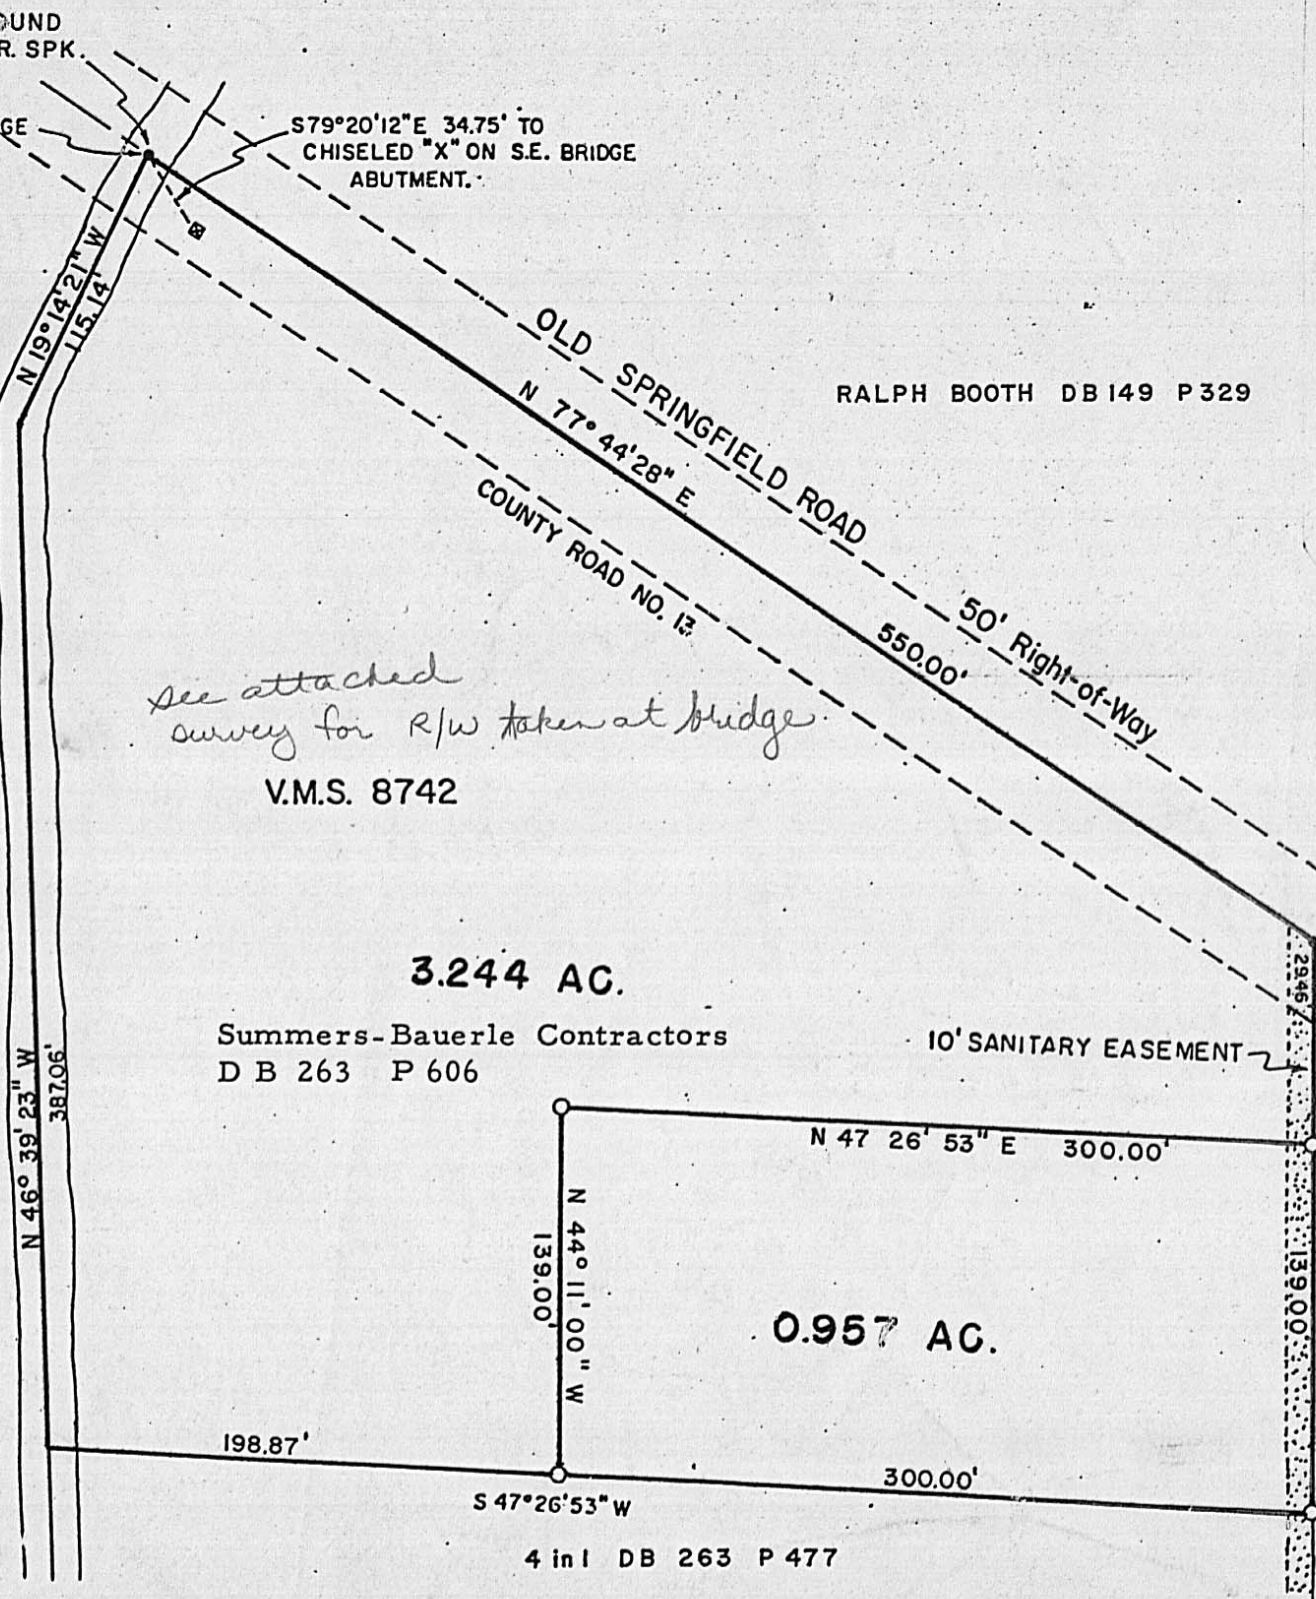 R. SPK.
S79°20'12"E 34.75' TO
CHISELED "X" ON S.E. BRIDGE
ABUTMENT.
N 19°14'21" W
115.14'
OLD SPRINGFIELD ROAD
RALPH BOOTH DB 149 P 329
N 77°44'28" E
COUNTY ROAD NO. 13
550.00'
50' Right-of-Way
see attached
survey for R/W taken at bridge.
V.M.S. 8742
3.244 AC.
29.46'
Summers-Bauerle Contractors
D B 263 P 606
10' SANITARY EASEMENT
N 46° 39' 23" W
387.06'
N 47 26' 53" E 300.00'
N 44° 11' 00" W
139.00'
139.00'
0.957 AC.
198.87'
300.00'
S 47°26'53" W
4 in 1 DB 263 P 477